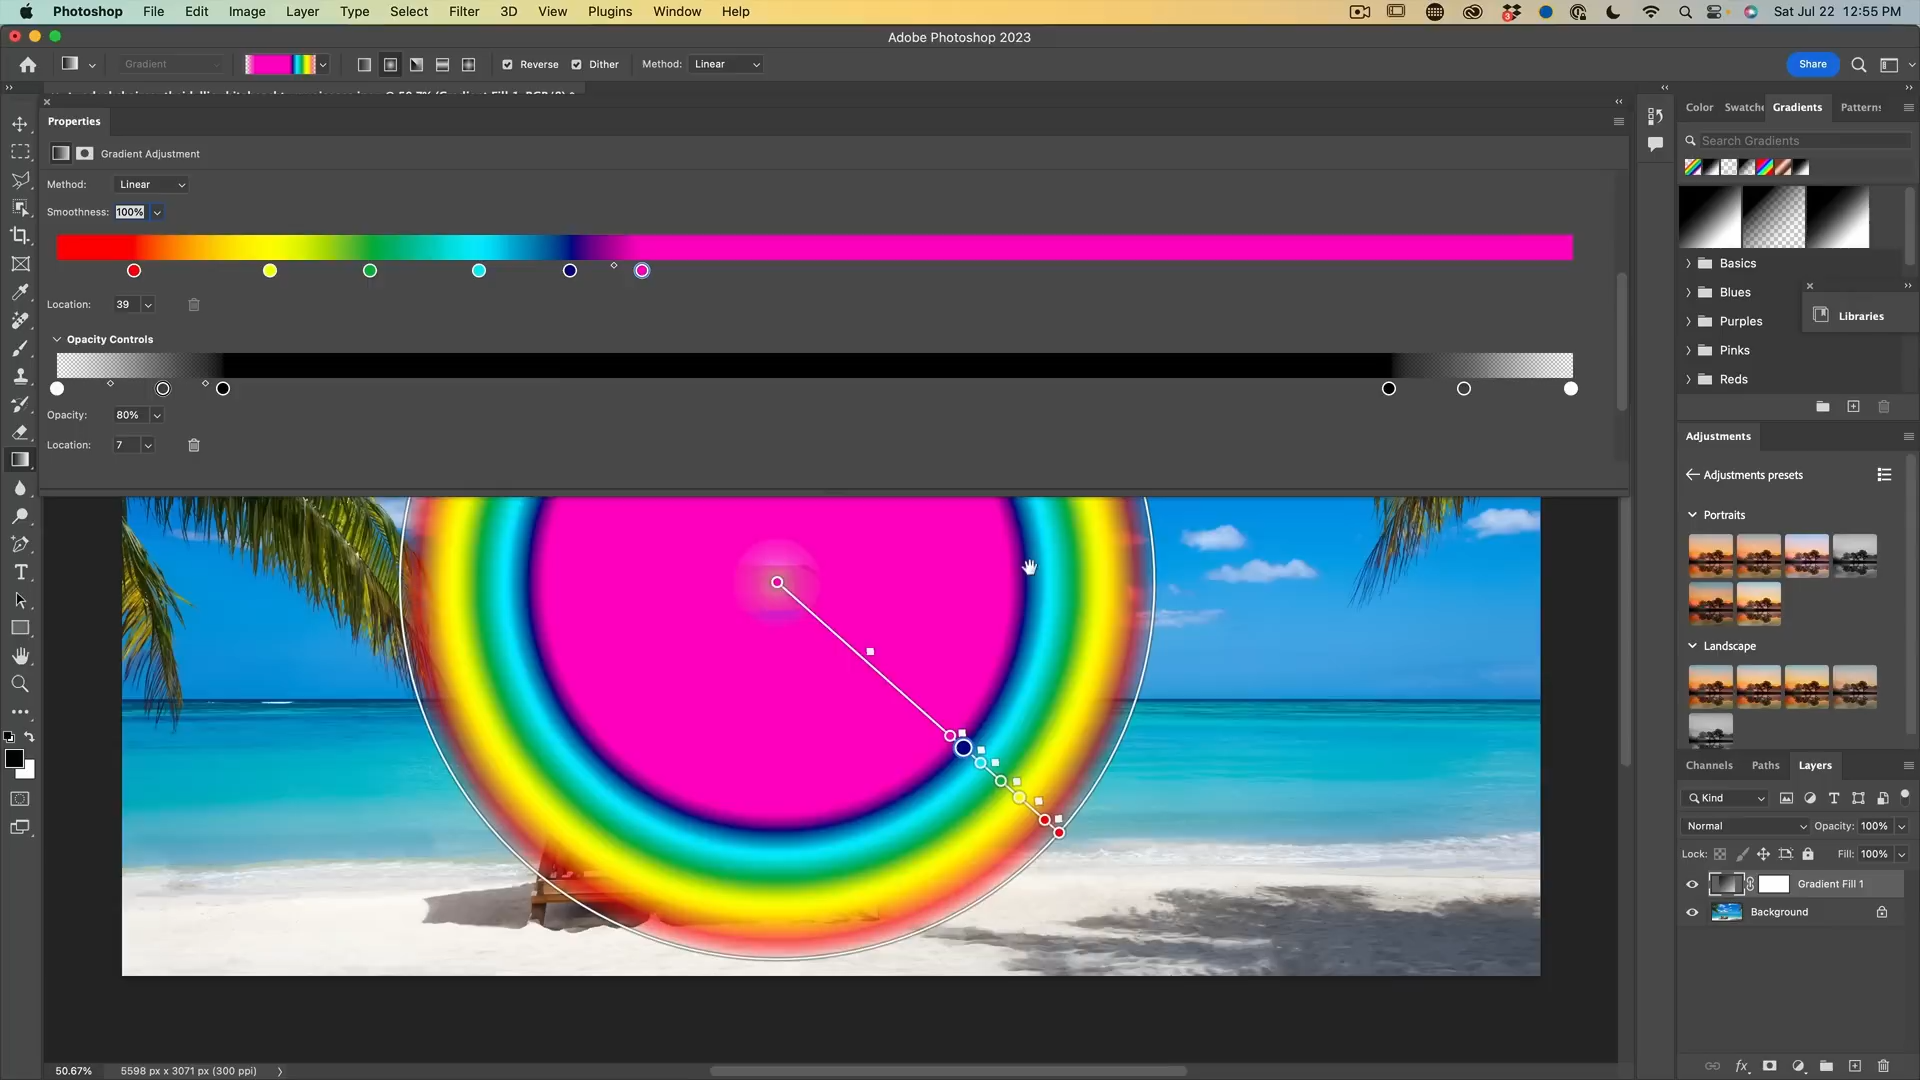 Photoshop File Edit Image Layer Type Select Filter 3D View Plugins Window Help 3 Sat Jul 22 12:55 PM
Adobe Photoshop 2023
Gradient Reverse Dither Method: Linear Share
Properties
Gradient Adjustment
Method: Linear
Smoothness: 100%
Location: 39
Opacity Controls
Opacity: 80%
Location: 7
Color Swatche Gradients Patterns
Search Gradients
Basics
Blues
Purples
Pinks
Reds
Libraries
Adjustments
Adjustments presets
Portraits
Landscape
Channels Paths Layers
Kind
Normal Opacity: 100%
Lock: Fill: 100%
Gradient Fill 1
Background
50.67% 5598 px x 3071 px (300 ppi)